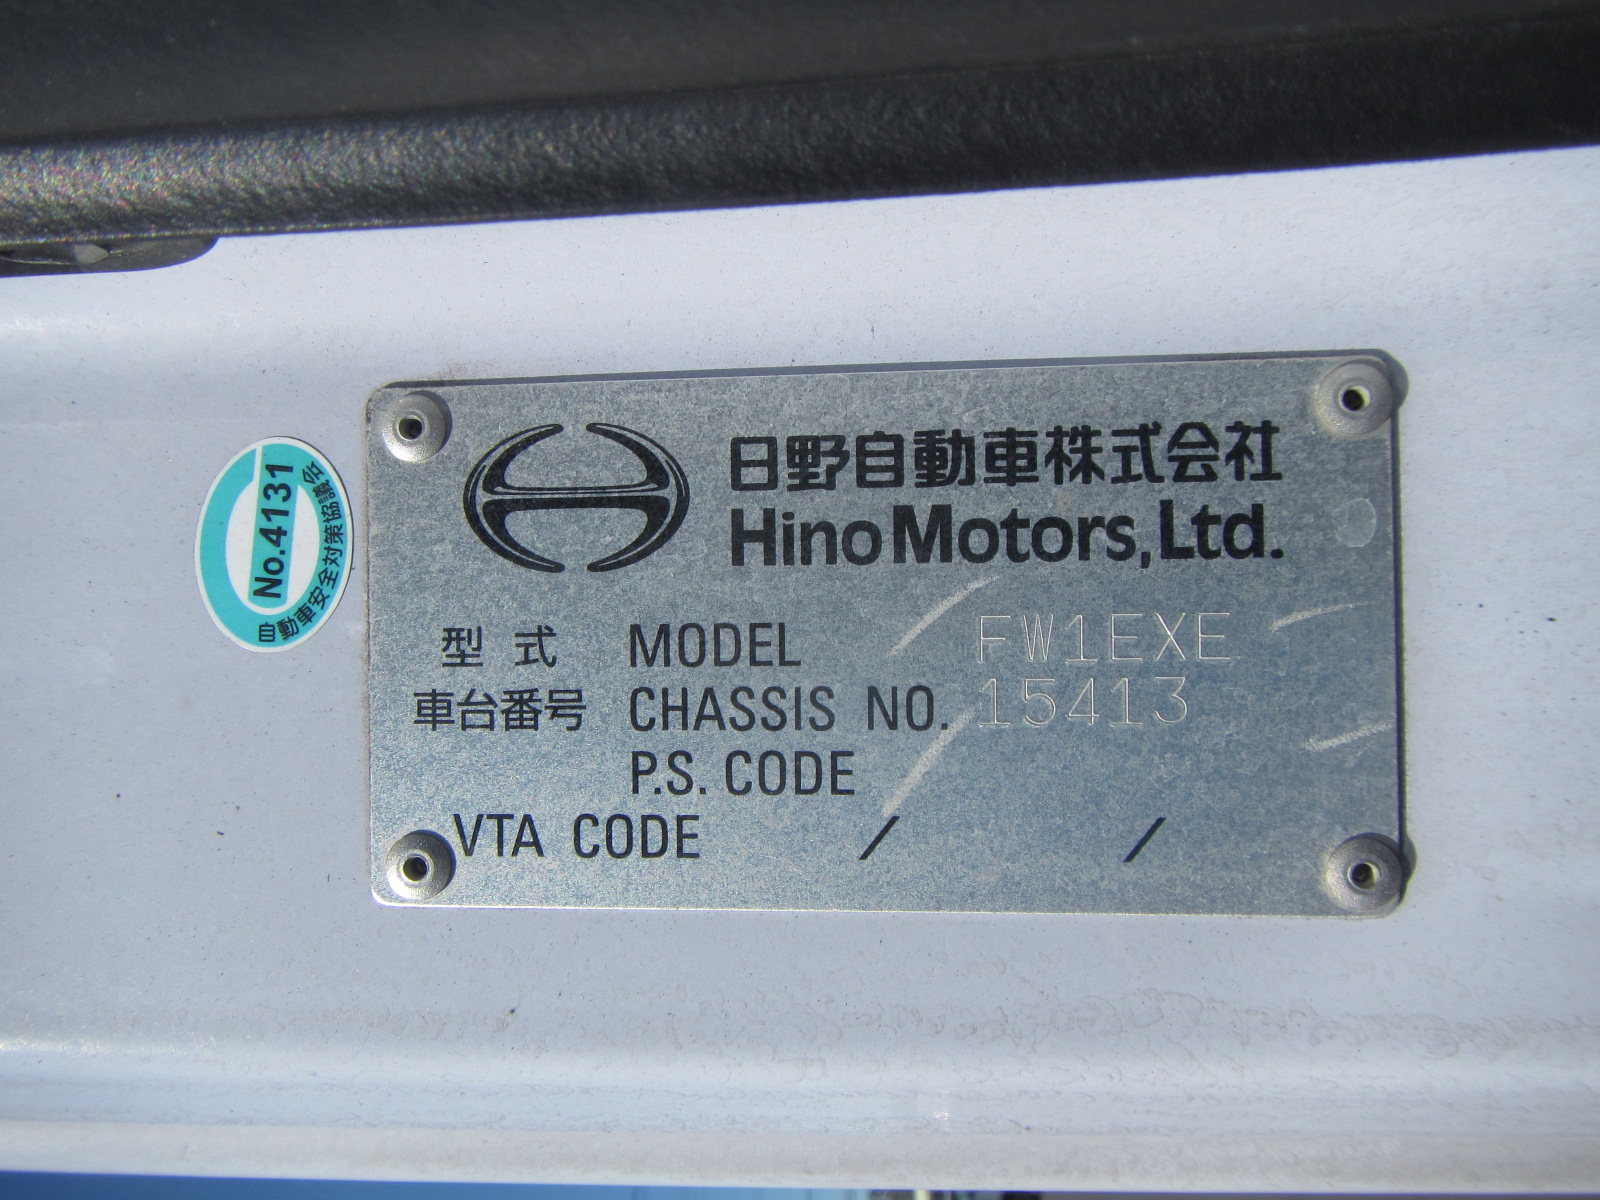 No.4131
自動車安全対策協議会
日野自動車株式会社
Hino Motors, Ltd.
型式 MODEL FW1EXE
車台番号 CHASSIS NO. 15413
P.S. CODE
VTA CODE / /